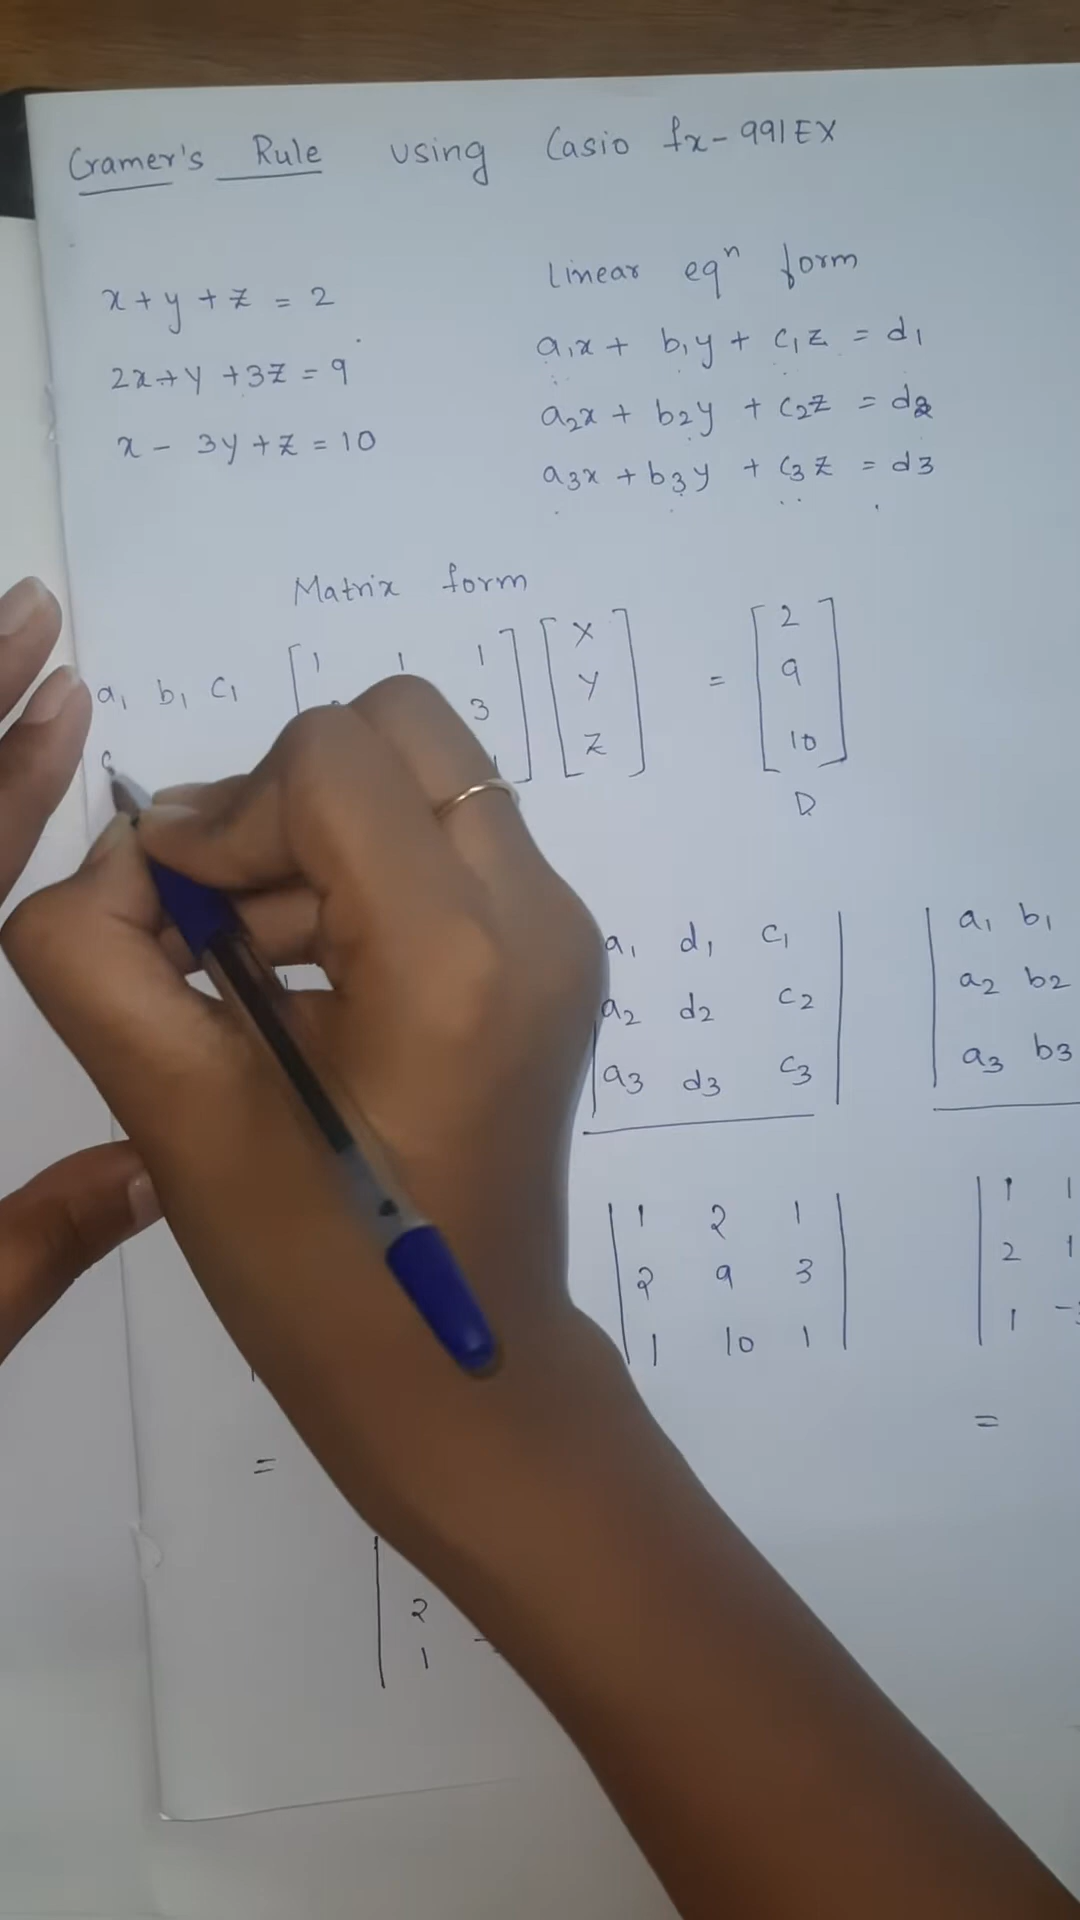 Cramer's Rule using Casio fx-991EX
x + y + z = 2
2x + y + 3z = 9
x - 3y + z = 10
Linear eqⁿ form
a₁x + b₁y + c₁z = d₁
a₂x + b₂y + c₂z = d₂
a₃x + b₃y + c₃z = d₃
Matrix form
a₁ b₁ c₁ 1 1 1 x 2
3 y = 9
z 10
D
a₁ d₁ c₁ a₁ b₁
a₂ d₂ c₂ a₂ b₂
a₃ d₃ c₃ a₃ b₃
1 2 1 1 1
2 9 3 2 1
1 10 1 1
= =
2
1